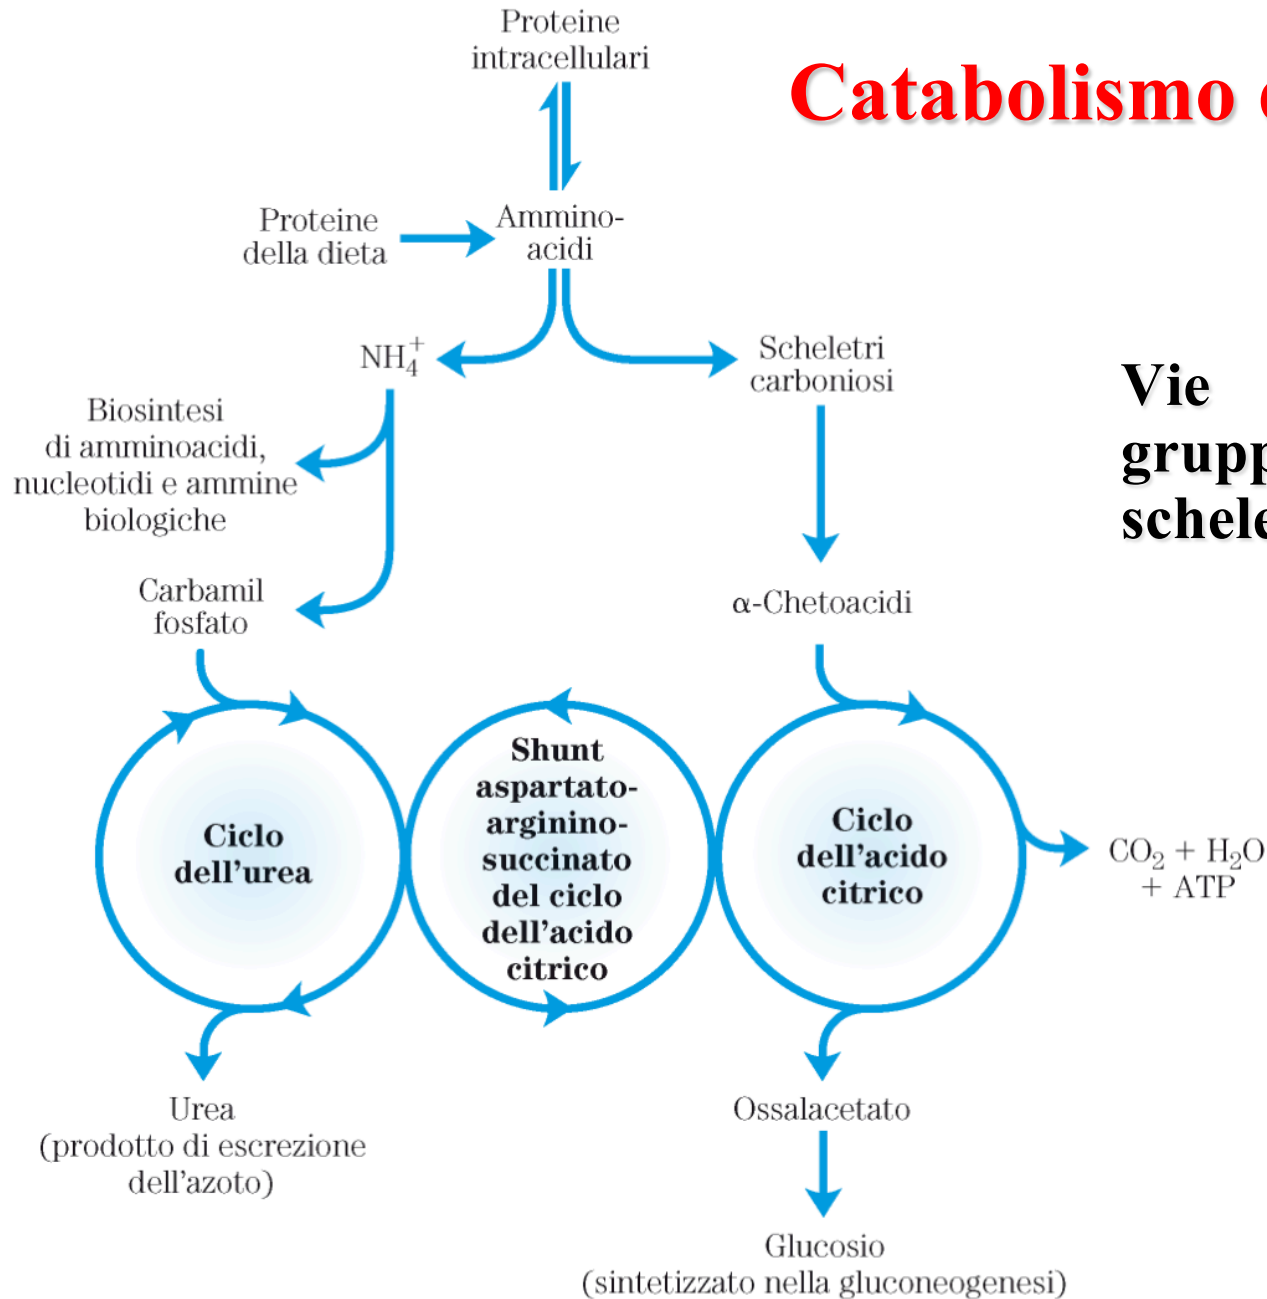 Proteine
intracellulari
Catabolismo
Proteine
della dieta
Ammino-
acidi
NH₄⁺
Scheletri
carboniosi
Vie
Biosintesi
di amminoacidi,
nucleotidi e ammine
biologiche
Carbamil
fosfato
α-Chetoacidi
Ciclo
dell'urea
Shunt
aspartato-
arginino-
succinato
del ciclo
dell'acido
citrico
Ciclo
dell'acido
citrico
CO₂ + H₂O
+ ATP
Urea
(prodotto di escrezione
dell'azoto)
Ossalacetato
Glucosio
(sintetizzato nella gluconeogenesi)